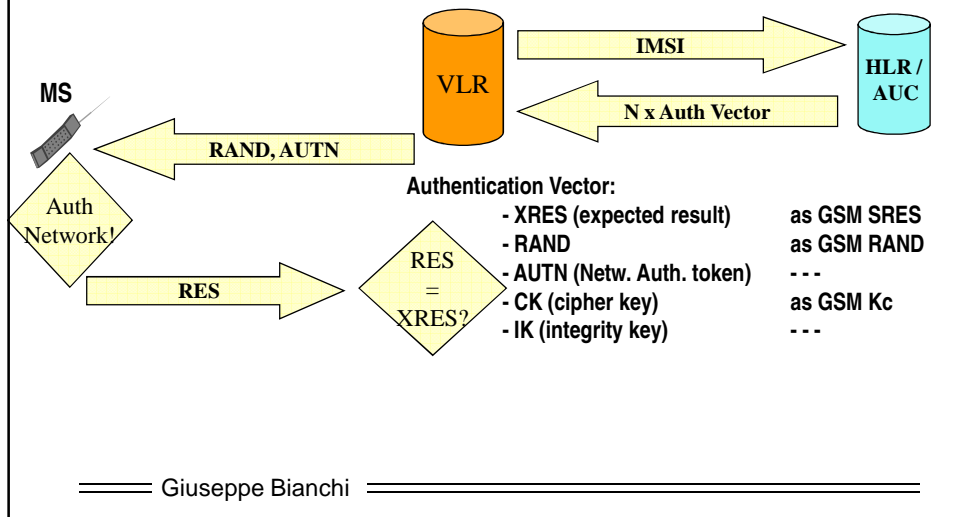 IMSI
VLR
HLR /
AUC
MS
N x Auth Vector
RAND, AUTN
Authentication Vector:
Auth
Network!
- XRES (expected result) as GSM SRES
- RAND as GSM RAND
- AUTN (Netw. Auth. token) - - -
- CK (cipher key) as GSM Kc
- IK (integrity key) - - -
RES
RES
=
XRES?
Giuseppe Bianchi